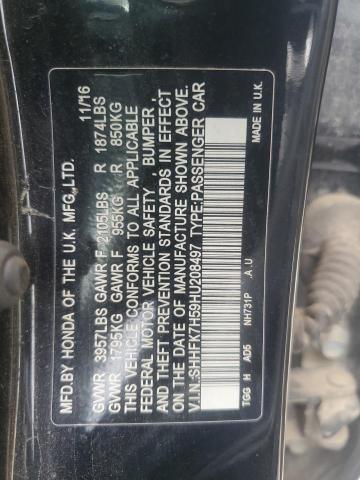 MFD.BY HONDA OF THE U.K. MFG.,LTD. 11/16
GVWR 3957LBS GAWR F 2105LBS R 1874LBS
GVWR 1795KG GAWR F 955KG R 850KG
THIS VEHICLE CONFORMS TO ALL APPLICABLE
FEDERAL MOTOR VEHICLE SAFETY , BUMPER ,
AND THEFT PREVENTION STANDARDS IN EFFECT
ON THE DATE OF MANUFACTURE SHOWN ABOVE.
V.I.N.:SHHFK7H59HU208497 TYPE:PASSENGER CAR
TGG H AD5 NH731P .A U MADE IN U.K.